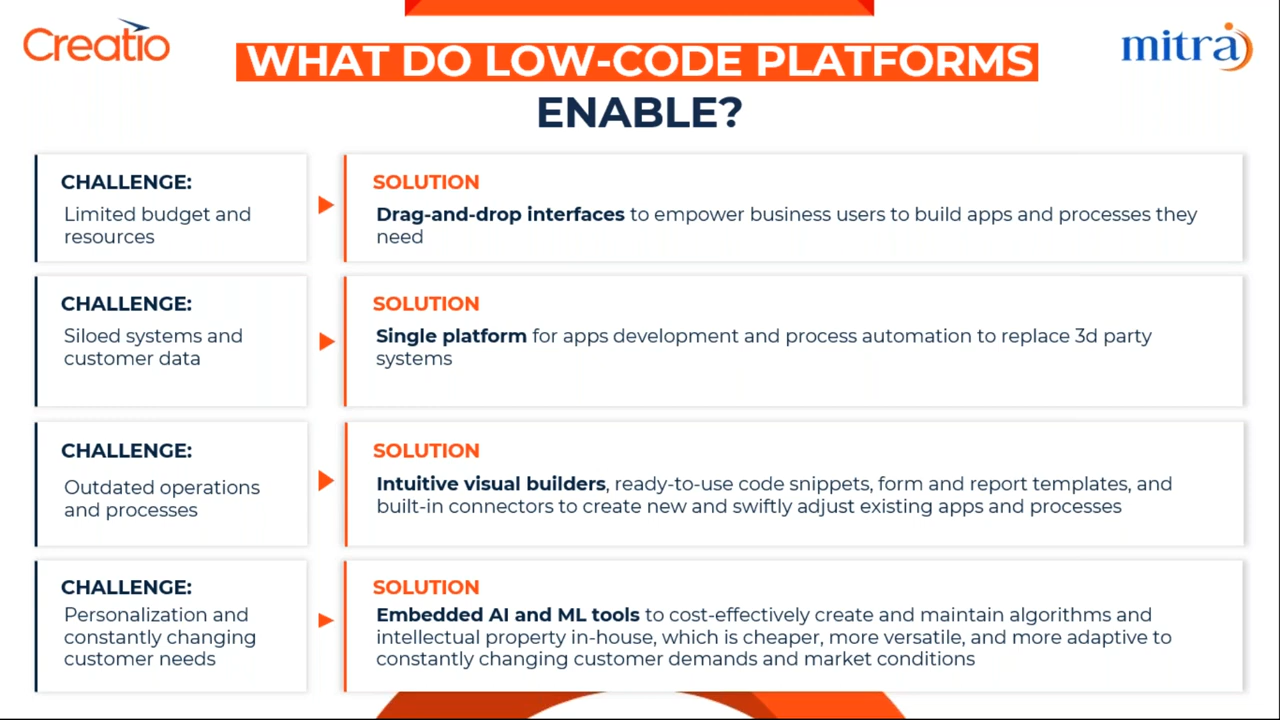 Creatio
mitra
WHAT DO LOW-CODE PLATFORMS
ENABLE?
CHALLENGE:
Limited budget and
resources
SOLUTION
Drag-and-drop interfaces to empower business users to build apps and processes they
need
CHALLENGE:
Siloed systems and
customer data
SOLUTION
Single platform for apps development and process automation to replace 3d party
systems
CHALLENGE:
Outdated operations
and processes
SOLUTION
Intuitive visual builders, ready-to-use code snippets, form and report templates, and
built-in connectors to create new and swiftly adjust existing apps and processes
CHALLENGE:
Personalization and
constantly changing
customer needs
SOLUTION
Embedded AI and ML tools to cost-effectively create and maintain algorithms and
intellectual property in-house, which is cheaper, more versatile, and more adaptive to
constantly changing customer demands and market conditions